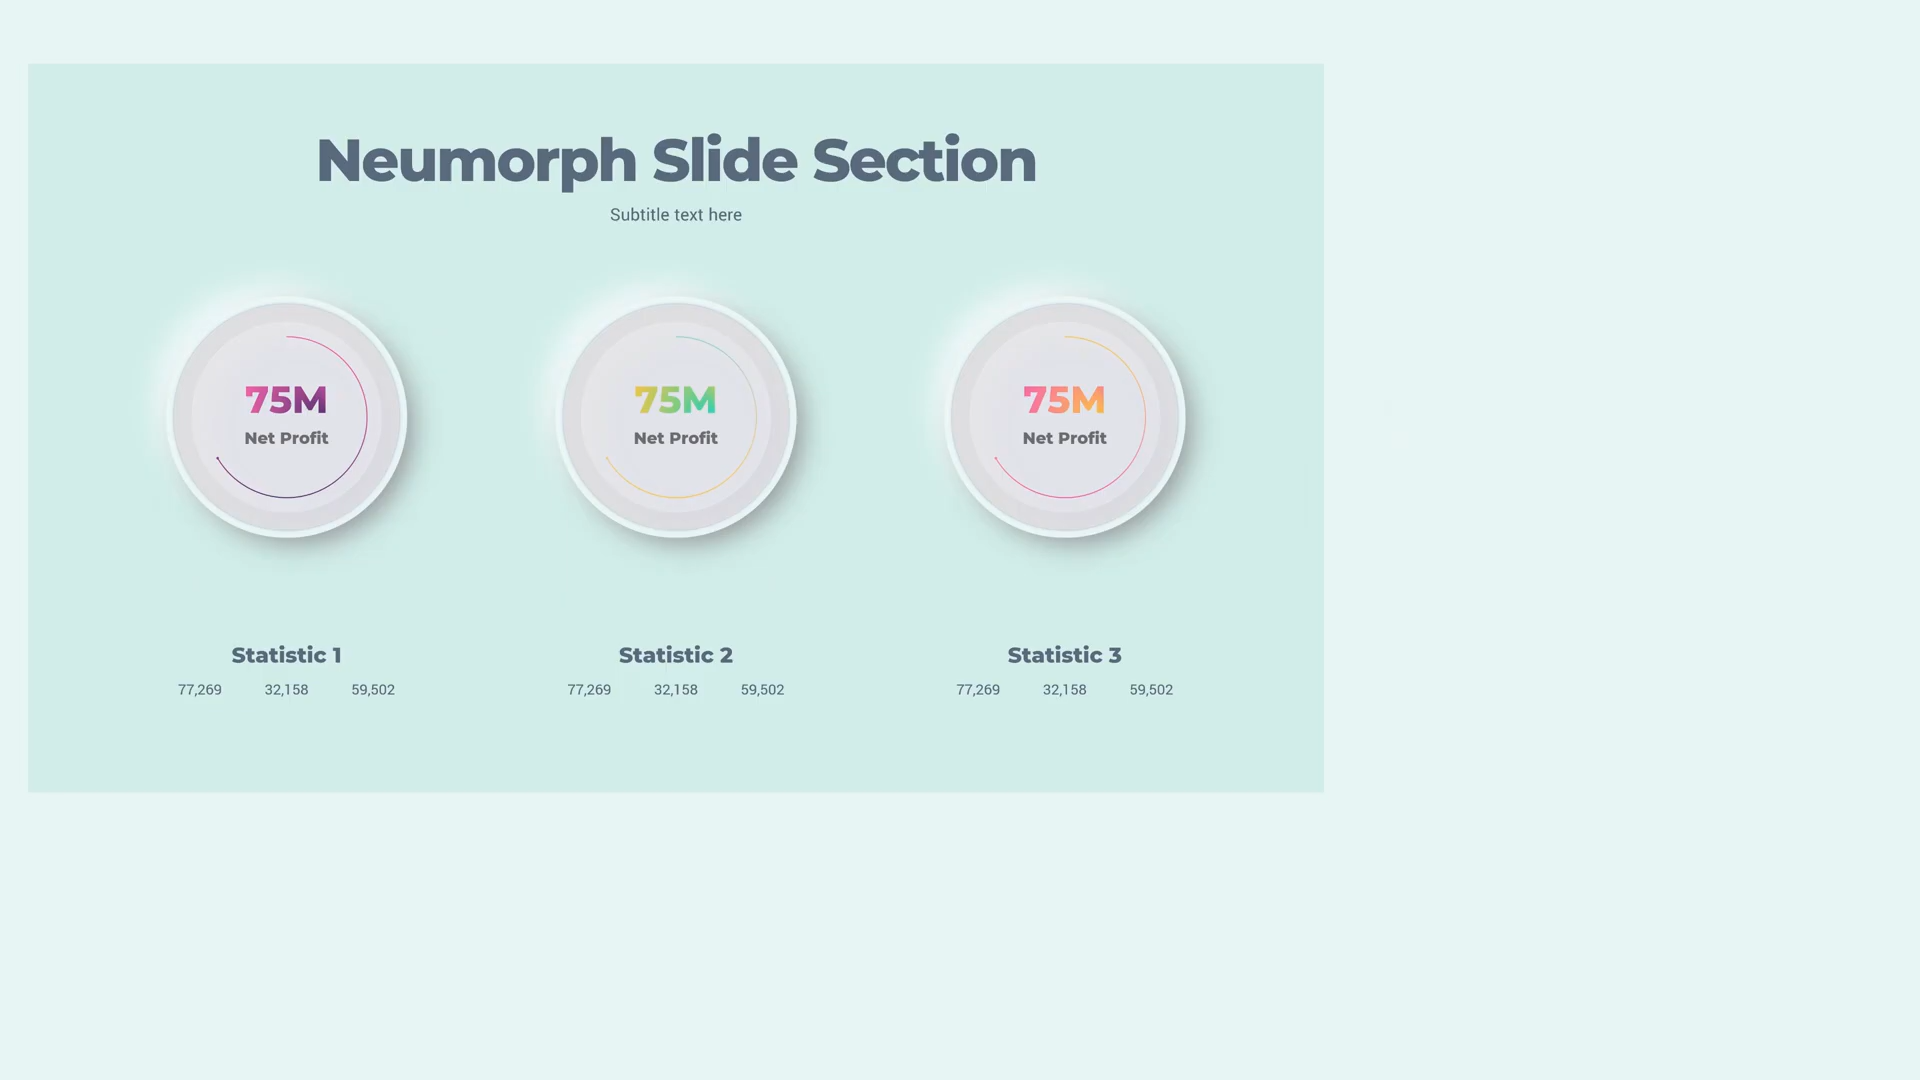 Neumorph Slide Section
Subtitle text here
75M
Net Profit
75M
Net Profit
75M
Net Profit
Statistic 1
77,269 32,158 59,502
Statistic 2
77,269 32,158 59,502
Statistic 3
77,269 32,158 59,502